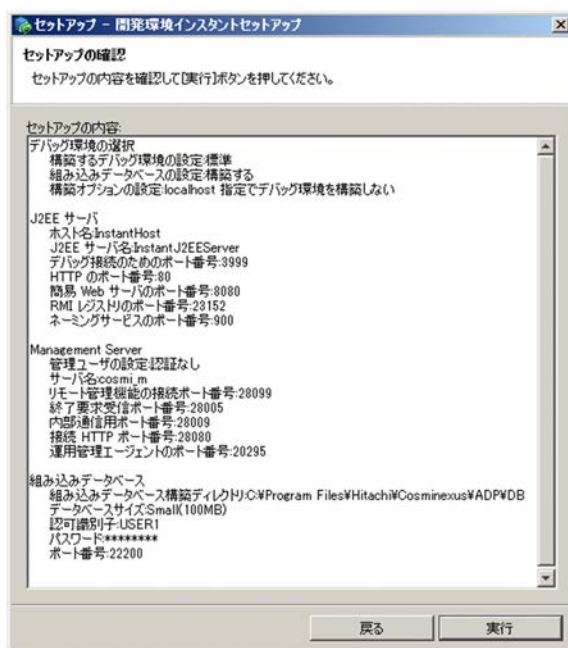 セットアップ - 開発環境インスタントセットアップ
セットアップの確認
セットアップの内容を確認して[実行]ボタンを押してください。
セットアップの内容:
デバッグ環境の選択
構築するデバッグ環境の設定:標準
組み込みデータベースの設定:構築する
構築オプションの設定:localhost 指定でデバッグ環境を構築しない
J2EE サーバ
ホスト名:InstantHost
J2EE サーバ名:InstantJ2EEServer
デバッグ接続のためのポート番号:3999
HTTP のポート番号:80
簡易 Web サーバのポート番号:8080
RMI レジストリのポート番号:23152
ネーミングサービスのポート番号:900
Management Server
管理ユーザの設定:認証なし
サーバ名:cosmi_m
リモート管理機能の接続ポート番号:28099
終了要求受信ポート番号:28005
内部通信用ポート番号:28009
接続 HTTP ポート番号:28080
運用管理エージェントのポート番号:20295
組み込みデータベース
組み込みデータベース構築ディレクトリ:C:¥Program Files¥Hitachi¥Cosminexus¥ADP¥DB
データベースサイズ:Small(100MB)
認可識別子:USER1
パスワード:********
ポート番号:22200
戻る
実行